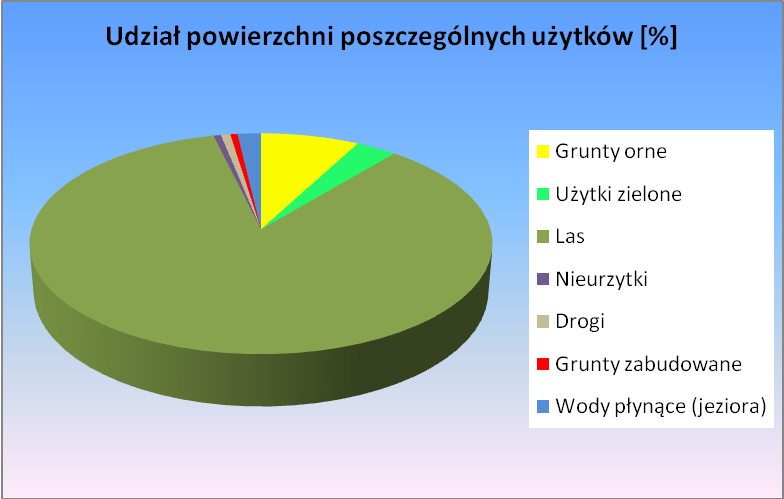 Udział powierzchni poszczególnych użytków [%]
Grunty orne
Użytki zielone
Las
Nieurzytki
Drogi
Grunty zabudowane
Wody płynące (jeziora)